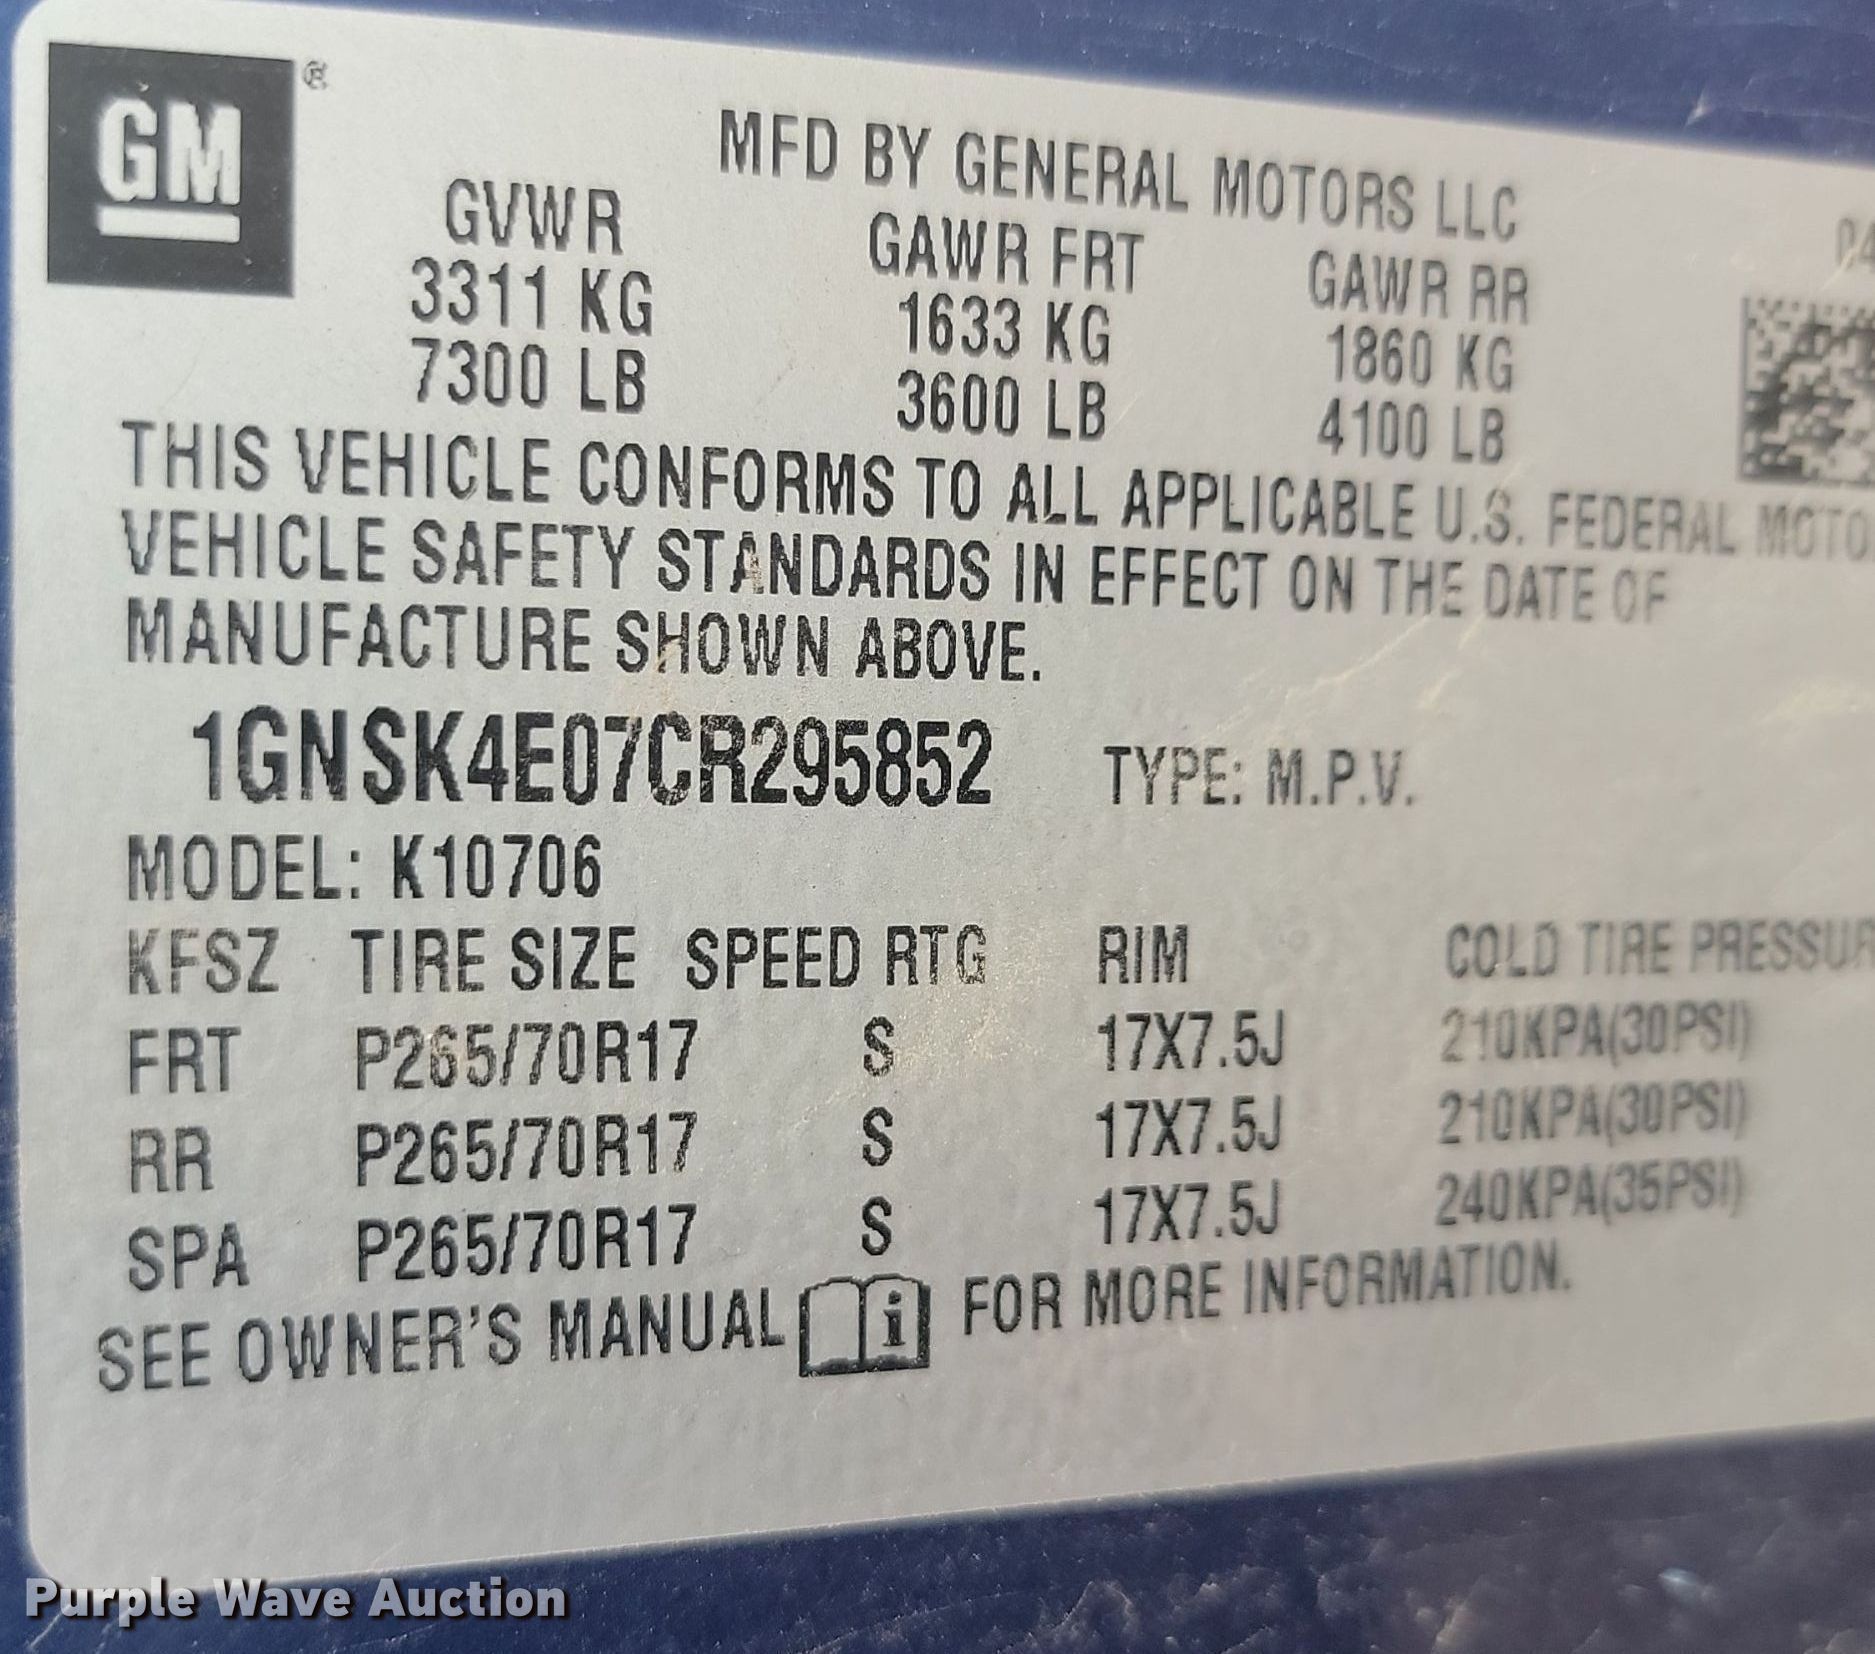 GM ®
MFD BY GENERAL MOTORS LLC
04
GVWR GAWR FRT GAWR RR
3311 KG 1633 KG 1860 KG
7300 LB 3600 LB 4100 LB
THIS VEHICLE CONFORMS TO ALL APPLICABLE U.S. FEDERAL MOTO
VEHICLE SAFETY STANDARDS IN EFFECT ON THE DATE OF
MANUFACTURE SHOWN ABOVE.
1GNSK4E07CR295852 TYPE: M.P.V.
MODEL: K10706
KFSZ TIRE SIZE SPEED RTG RIM COLD TIRE PRESSUR
FRT P265/70R17 S 17X7.5J 210KPA(30PSI)
RR P265/70R17 S 17X7.5J 210KPA(30PSI)
SPA P265/70R17 S 17X7.5J 240KPA(35PSI)
SEE OWNER'S MANUAL i FOR MORE INFORMATION.
Purple Wave Auction